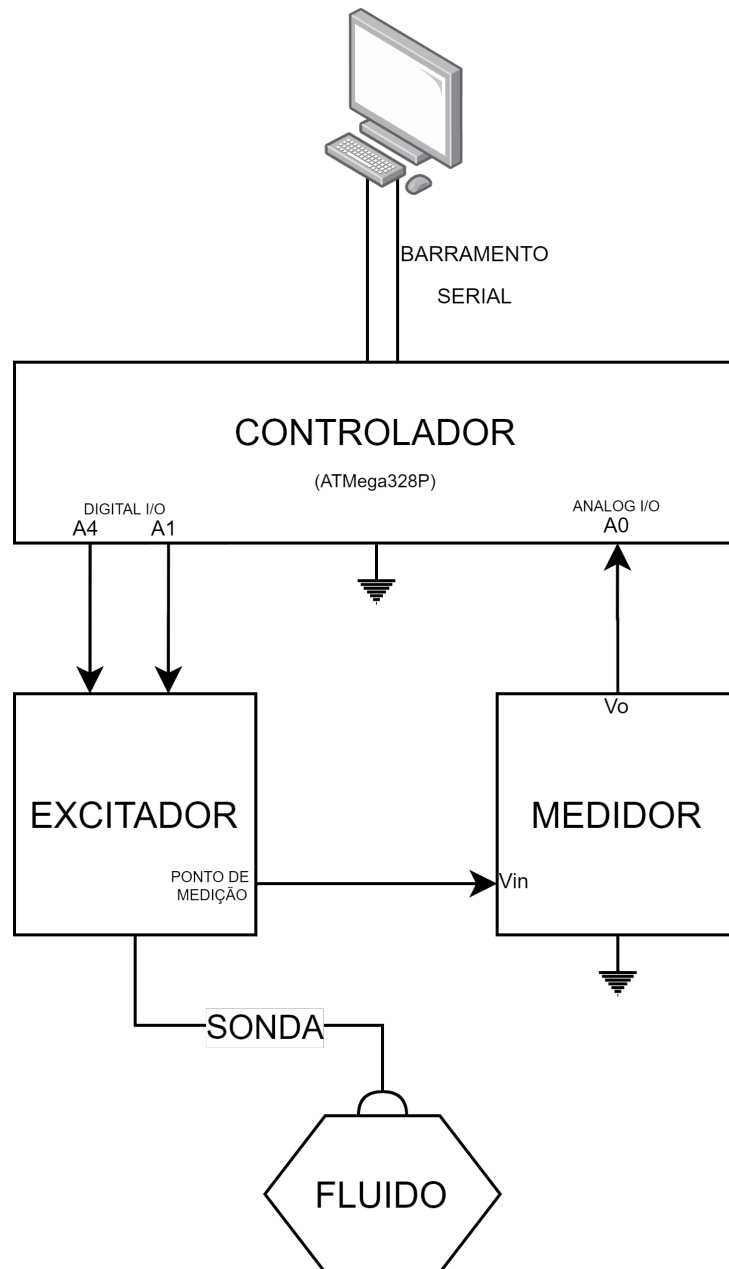 BARRAMENTO
SERIAL
CONTROLADOR
(ATMega328P)
DIGITAL I/O
A4 A1
ANALOG I/O
A0
Vo
EXCITADOR
MEDIDOR
PONTO DE
MEDIÇÃO
Vin
SONDA
FLUIDO